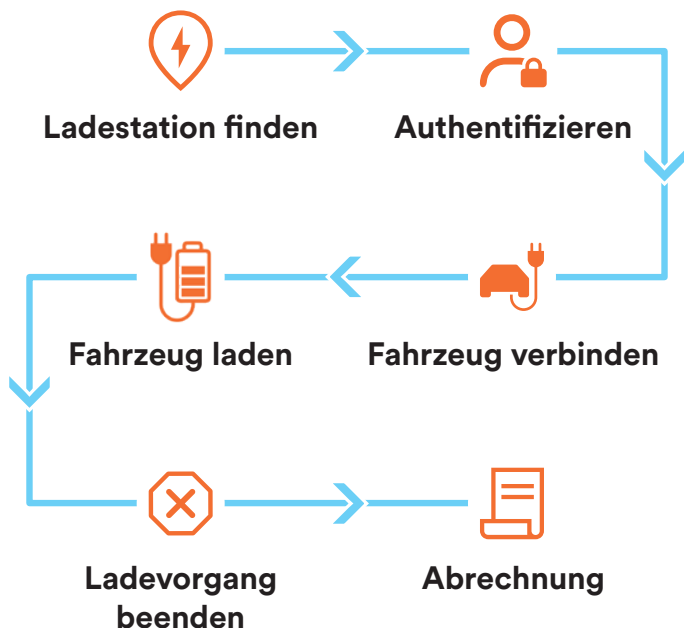 Ladestation finden
Authentifizieren
Fahrzeug verbinden
Fahrzeug laden
Ladevorgang
beenden
Abrechnung